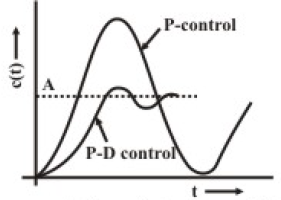 P-control
c(t)
A
P-D control
t